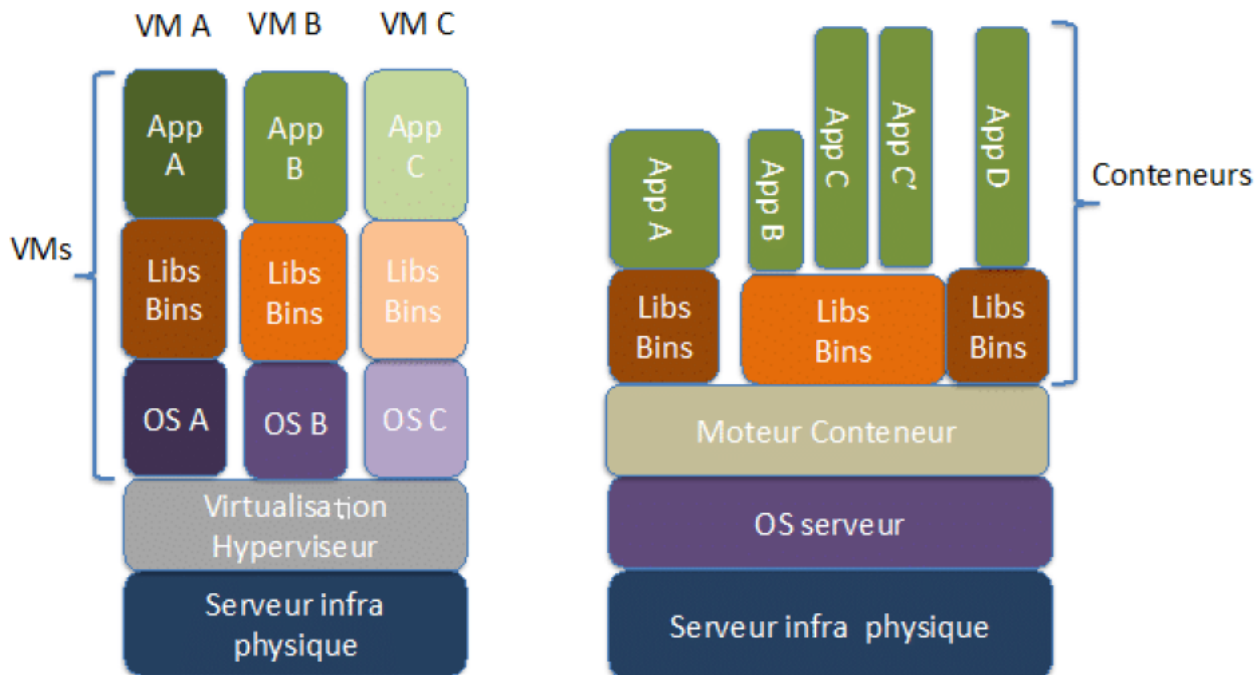 VM A
VM B
VM C
VMs
App
A
App
B
App
C
Libs
Bins
Libs
Bins
Libs
Bins
OS A
OS B
OS C
Virtualisation
Hyperviseur
Serveur infra
physique
App A
App B
App C
App C'
App D
Conteneurs
Libs
Bins
Libs
Bins
Libs
Bins
Moteur Conteneur
OS serveur
Serveur infra physique